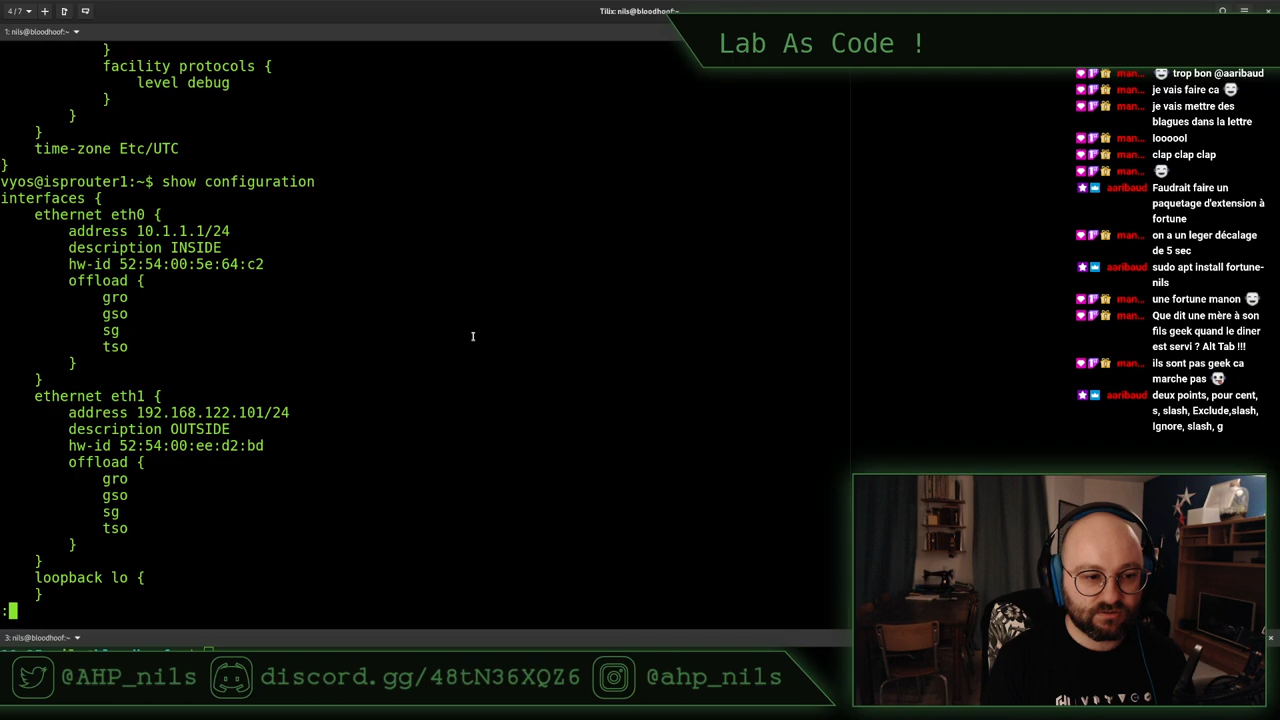 4 / 7
Tilix: nils@bloodhoof:~
1: nils@bloodhoof:~
Lab As Code !
}
facility protocols {
level debug
}
}
}
time-zone Etc/UTC
}
vyos@isprouter1:~$ show configuration
interfaces {
ethernet eth0 {
address 10.1.1.1/24
description INSIDE
hw-id 52:54:00:5e:64:c2
offload {
gro
gso
sg
tso
}
}
ethernet eth1 {
address 192.168.122.101/24
description OUTSIDE
hw-id 52:54:00:ee:d2:bd
offload {
gro
gso
sg
tso
}
}
loopback lo {
}
:
3: nils@bloodhoof:~
man... trop bon @aaribaud
man... je vais faire ca
man... je vais mettre des
blagues dans la lettre
man... loooool
man... clap clap clap
man...
aaribaud Faudrait faire un
paquetage d'extension à
fortune
man... on a un leger décalage
de 5 sec
aaribaud sudo apt install fortune-
nils
man... une fortune manon
man... Que dit une mère à son
fils geek quand le diner
est servi ? Alt Tab !!!
man... ils sont pas geek ca
marche pas
aaribaud deux points, pour cent,
s, slash, Exclude,slash,
Ignore, slash, g
@AHP_nils discord.gg/48tN36XQZ6 @ahp_nils